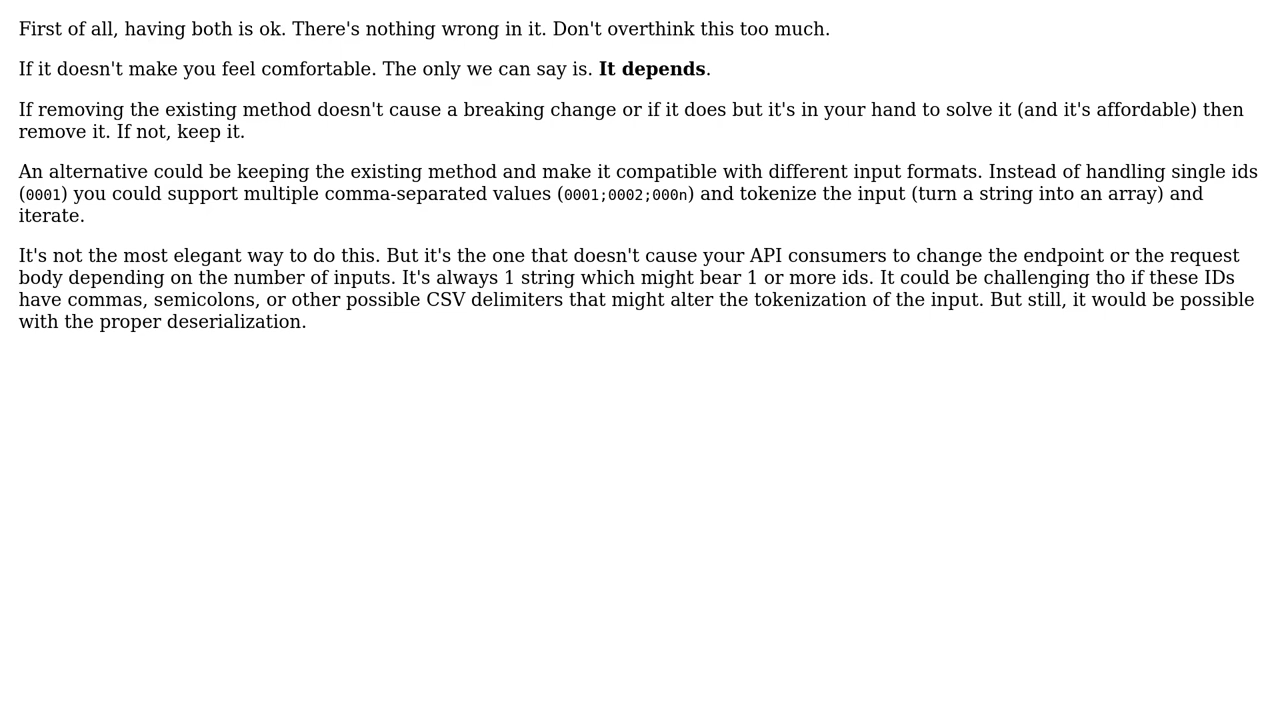 First of all, having both is ok. There's nothing wrong in it. Don't overthink this too much.
If it doesn't make you feel comfortable. The only we can say is. It depends.
If removing the existing method doesn't cause a breaking change or if it does but it's in your hand to solve it (and it's affordable) then
remove it. If not, keep it.
An alternative could be keeping the existing method and make it compatible with different input formats. Instead of handling single ids
(0001) you could support multiple comma-separated values (0001;0002;000n) and tokenize the input (turn a string into an array) and
iterate.
It's not the most elegant way to do this. But it's the one that doesn't cause your API consumers to change the endpoint or the request
body depending on the number of inputs. It's always 1 string which might bear 1 or more ids. It could be challenging tho if these IDs
have commas, semicolons, or other possible CSV delimiters that might alter the tokenization of the input. But still, it would be possible
with the proper deserialization.